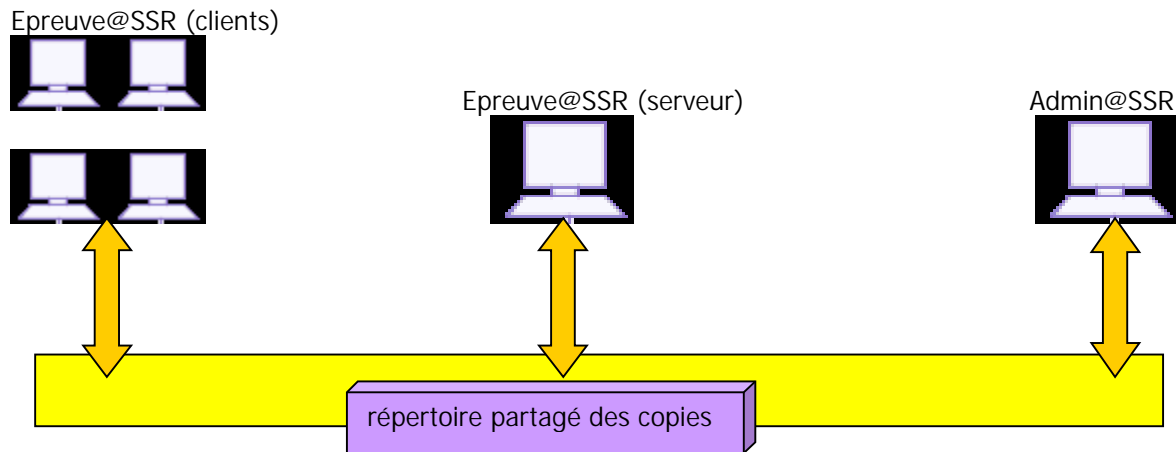 Epreuve@SSR (clients)
Epreuve@SSR (serveur)
Admin@SSR
répertoire partagé des copies